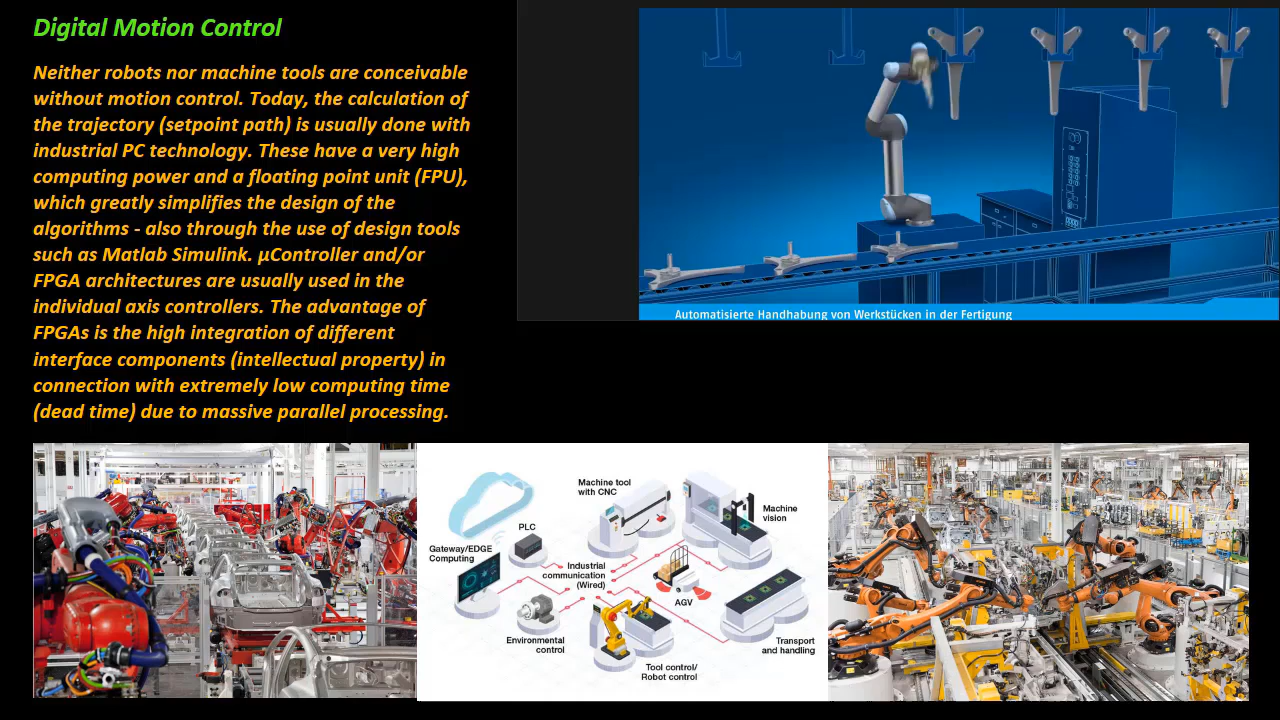 Digital Motion Control
Neither robots nor machine tools are conceivable
without motion control. Today, the calculation of
the trajectory (setpoint path) is usually done with
industrial PC technology. These have a very high
computing power and a floating point unit (FPU),
which greatly simplifies the design of the
algorithms - also through the use of design tools
such as Matlab Simulink. µController and/or
FPGA architectures are usually used in the
individual axis controllers. The advantage of
FPGAs is the high integration of different
interface components (intellectual property) in
connection with extremely low computing time
(dead time) due to massive parallel processing.
Automatisierte Handhabung von Werkstücken in der Fertigung
Machine tool
with CNC
Machine
vision
PLC
Gateway/EDGE
Computing
Industrial
communication
(Wired)
AGV
Environmental
control
Transport
and handling
Tool control/
Robot control